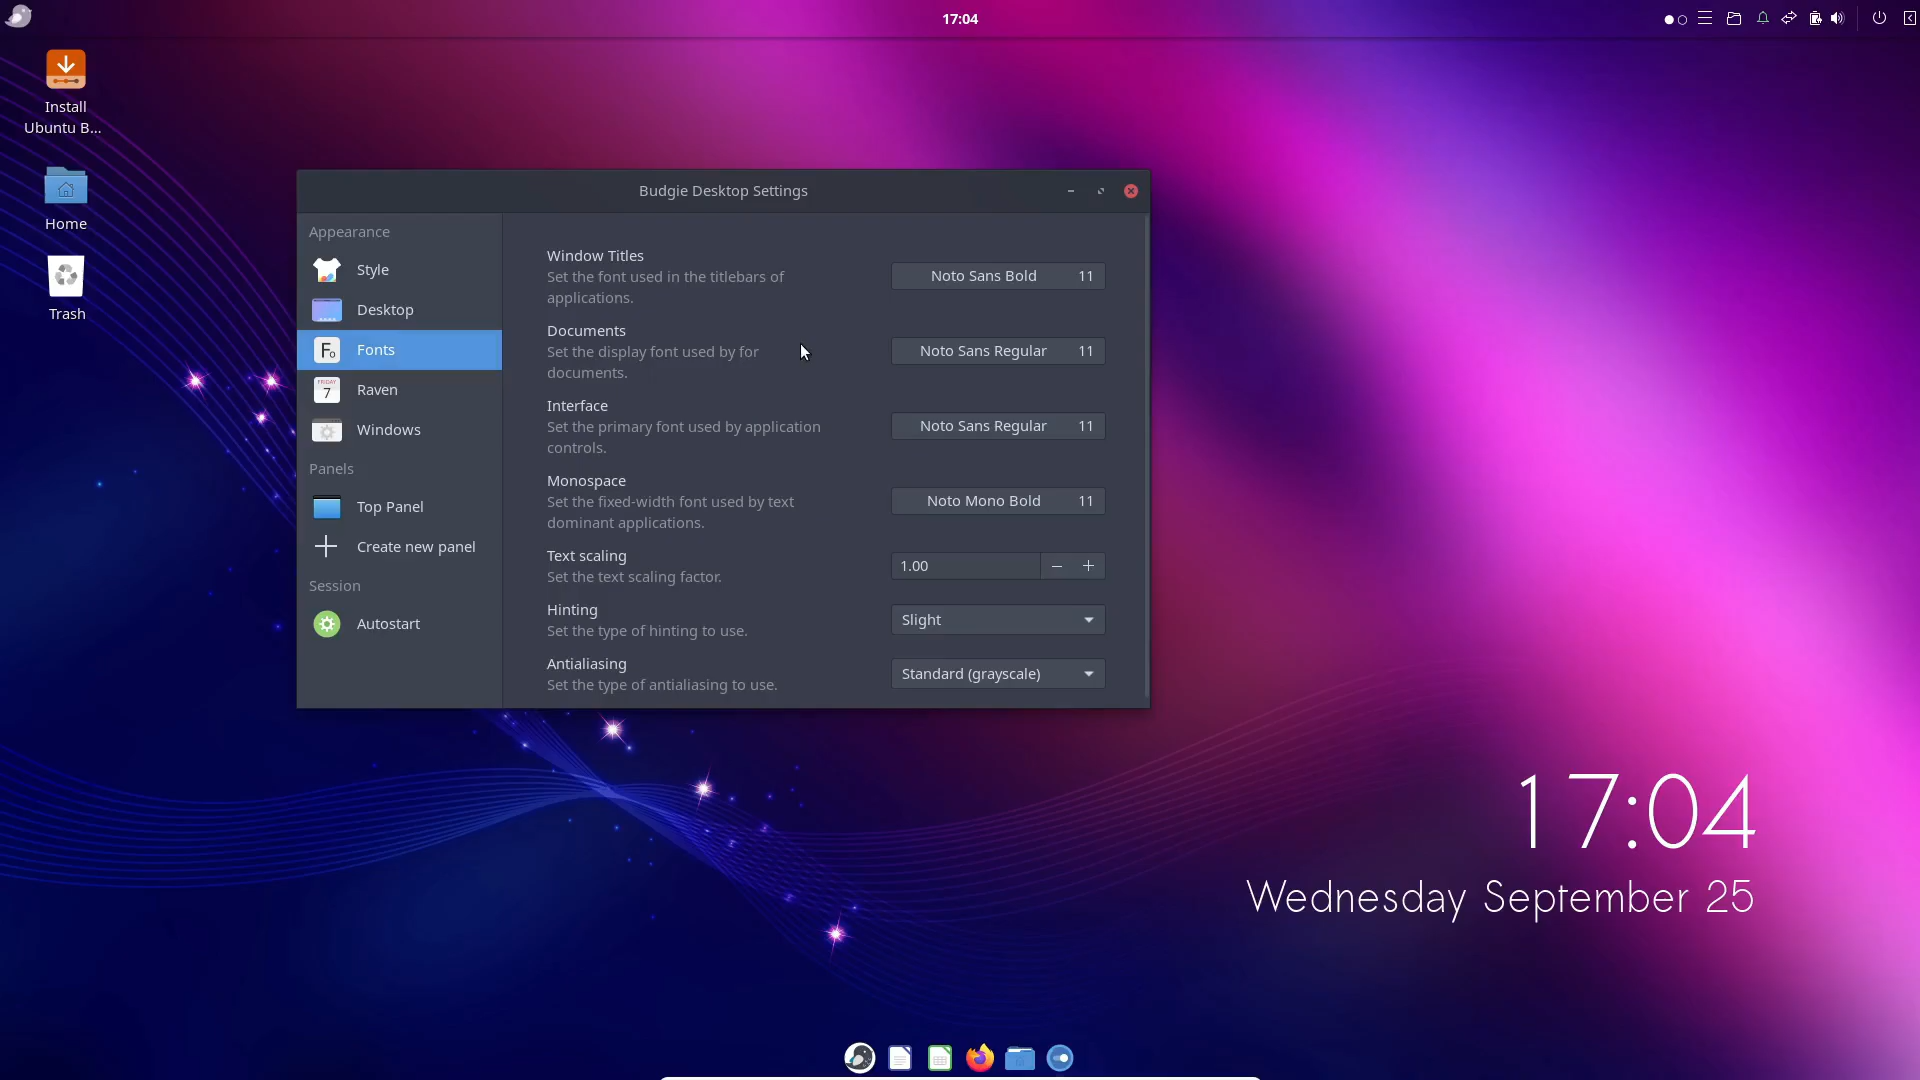 17:04
Install
Ubuntu B...
Home
Trash
Budgie Desktop Settings
Appearance
Style
Desktop
Fonts
FRIDAY
7
Raven
Windows
Panels
Top Panel
Create new panel
Session
Autostart
Window Titles
Set the font used in the titlebars of
applications.
Noto Sans Bold 11
Documents
Set the display font used by for
documents.
Noto Sans Regular 11
Interface
Set the primary font used by application
controls.
Noto Sans Regular 11
Monospace
Set the fixed-width font used by text
dominant applications.
Noto Mono Bold 11
Text scaling
Set the text scaling factor.
1.00
Hinting
Set the type of hinting to use.
Slight
Antialiasing
Set the type of antialiasing to use.
Standard (grayscale)
17:04
Wednesday September 25